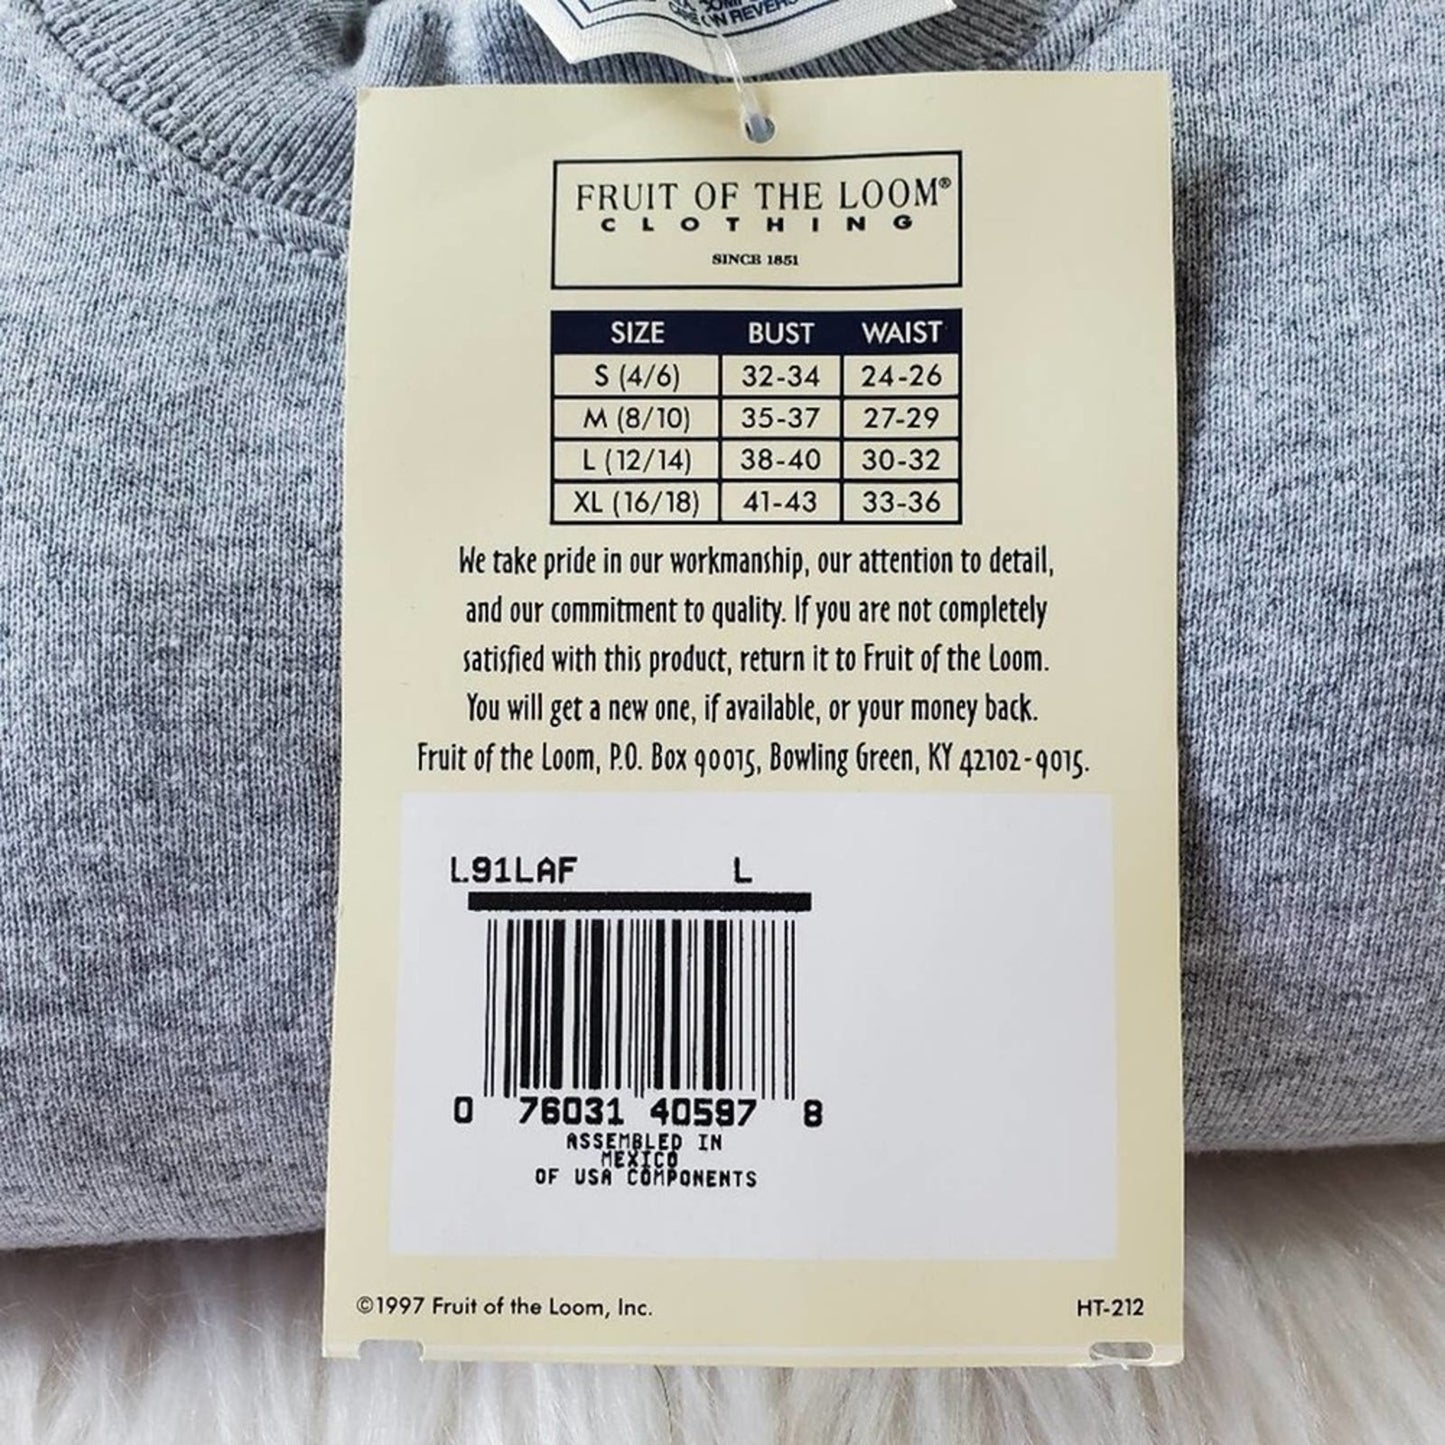 CARE ON REVERSE
FRUIT OF THE LOOM®
CLOTHING
SINCE 1851
SIZE BUST WAIST
S (4/6) 32-34 24-26
M (8/10) 35-37 27-29
L (12/14) 38-40 30-32
XL (16/18) 41-43 33-36
We take pride in our workmanship, our attention to detail,
and our commitment to quality. If you are not completely
satisfied with this product, return it to Fruit of the Loom.
You will get a new one, if available, or your money back.
Fruit of the Loom, P.O. Box 90015, Bowling Green, KY 42102-9015.
L91LAF L
0 76031 40597 8
ASSEMBLED IN
MEXICO
OF USA COMPONENTS
©1997 Fruit of the Loom, Inc. HT-212